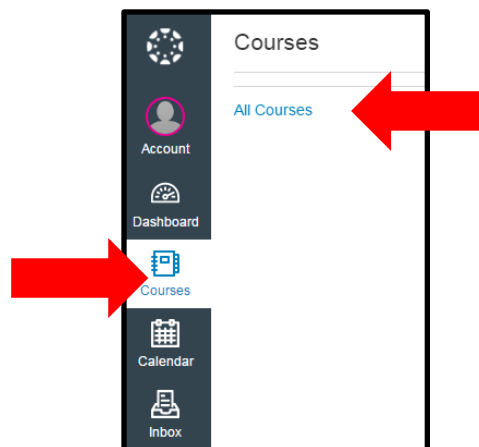 Courses
All Courses
Account
Dashboard
Courses
Calendar
Inbox